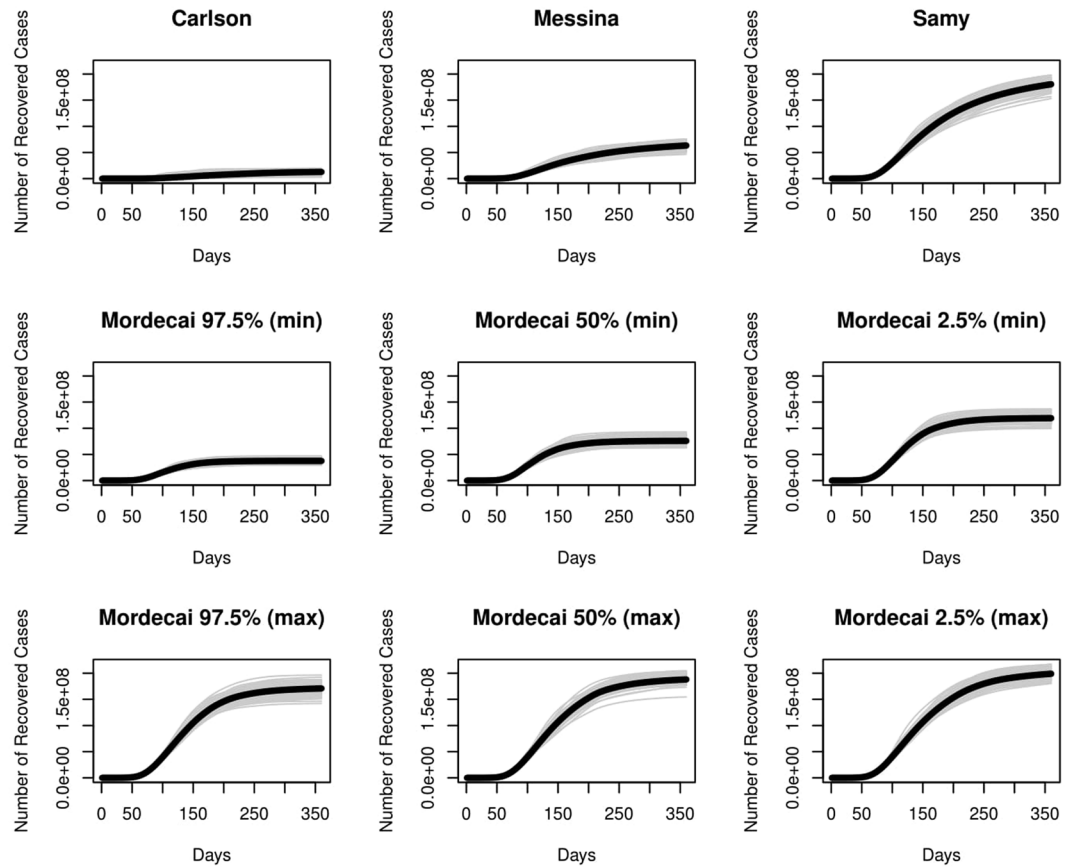 Carlson
Number of Recovered Cases
0.0e+00 1.5e+08
0 50 150 250 350
Days
Messina
Number of Recovered Cases
0.0e+00 1.5e+08
0 50 150 250 350
Days
Samy
Number of Recovered Cases
0.0e+00 1.5e+08
0 50 150 250 350
Days
Mordecai 97.5% (min)
Number of Recovered Cases
0.0e+00 1.5e+08
0 50 150 250 350
Days
Mordecai 50% (min)
Number of Recovered Cases
0.0e+00 1.5e+08
0 50 150 250 350
Days
Mordecai 2.5% (min)
Number of Recovered Cases
0.0e+00 1.5e+08
0 50 150 250 350
Days
Mordecai 97.5% (max)
Number of Recovered Cases
0.0e+00 1.5e+08
0 50 150 250 350
Days
Mordecai 50% (max)
Number of Recovered Cases
0.0e+00 1.5e+08
0 50 150 250 350
Days
Mordecai 2.5% (max)
Number of Recovered Cases
0.0e+00 1.5e+08
0 50 150 250 350
Days